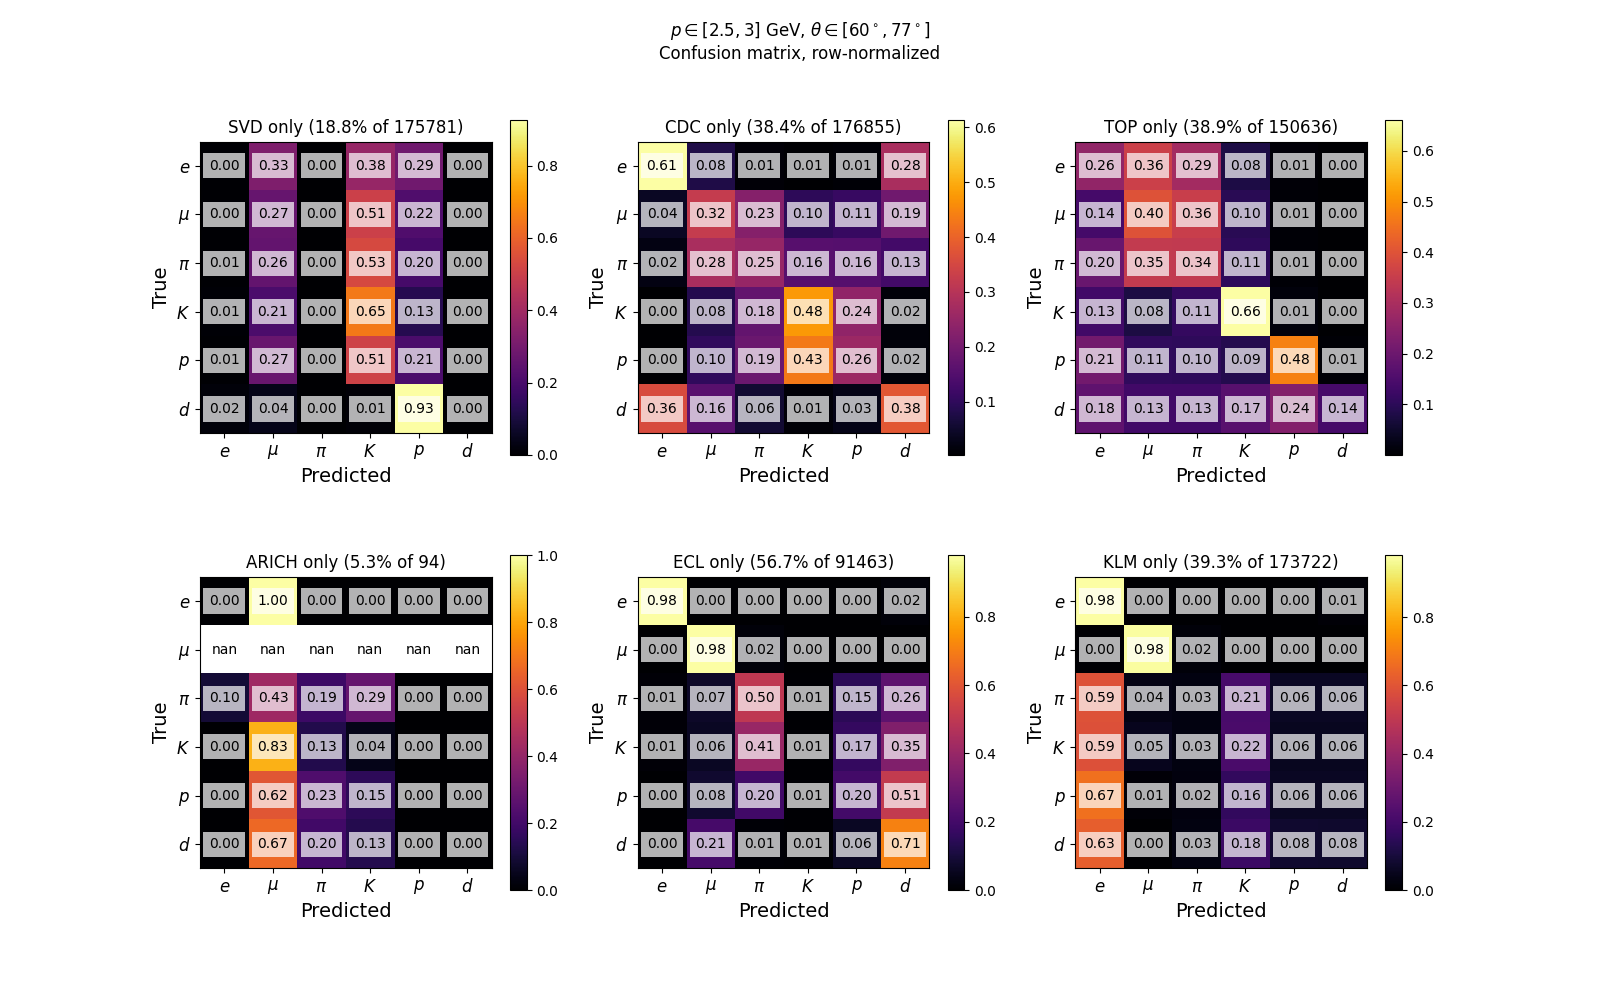 p ∈ [2.5, 3] GeV, θ ∈ [60°, 77°]
Confusion matrix, row-normalized
SVD only (18.8% of 175781)
True
e 0.00 0.33 0.00 0.38 0.29 0.00
μ 0.00 0.27 0.00 0.51 0.22 0.00
π 0.01 0.26 0.00 0.53 0.20 0.00
K 0.01 0.21 0.00 0.65 0.13 0.00
p 0.01 0.27 0.00 0.51 0.21 0.00
d 0.02 0.04 0.00 0.01 0.93 0.00
e μ π K p d
Predicted
0.8
0.6
0.4
0.2
0.0
CDC only (38.4% of 176855)
True
e 0.61 0.08 0.01 0.01 0.01 0.28
μ 0.04 0.32 0.23 0.10 0.11 0.19
π 0.02 0.28 0.25 0.16 0.16 0.13
K 0.00 0.08 0.18 0.48 0.24 0.02
p 0.00 0.10 0.19 0.43 0.26 0.02
d 0.36 0.16 0.06 0.01 0.03 0.38
e μ π K p d
Predicted
0.6
0.5
0.4
0.3
0.2
0.1
TOP only (38.9% of 150636)
True
e 0.26 0.36 0.29 0.08 0.01 0.00
μ 0.14 0.40 0.36 0.10 0.01 0.00
π 0.20 0.35 0.34 0.11 0.01 0.00
K 0.13 0.08 0.11 0.66 0.01 0.00
p 0.21 0.11 0.10 0.09 0.48 0.01
d 0.18 0.13 0.13 0.17 0.24 0.14
e μ π K p d
Predicted
0.6
0.5
0.4
0.3
0.2
0.1
ARICH only (5.3% of 94)
True
e 0.00 1.00 0.00 0.00 0.00 0.00
μ nan nan nan nan nan nan
π 0.10 0.43 0.19 0.29 0.00 0.00
K 0.00 0.83 0.13 0.04 0.00 0.00
p 0.00 0.62 0.23 0.15 0.00 0.00
d 0.00 0.67 0.20 0.13 0.00 0.00
e μ π K p d
Predicted
1.0
0.8
0.6
0.4
0.2
0.0
ECL only (56.7% of 91463)
True
e 0.98 0.00 0.00 0.00 0.00 0.02
μ 0.00 0.98 0.02 0.00 0.00 0.00
π 0.01 0.07 0.50 0.01 0.15 0.26
K 0.01 0.06 0.41 0.01 0.17 0.35
p 0.00 0.08 0.20 0.01 0.20 0.51
d 0.00 0.21 0.01 0.01 0.06 0.71
e μ π K p d
Predicted
0.8
0.6
0.4
0.2
0.0
KLM only (39.3% of 173722)
True
e 0.98 0.00 0.00 0.00 0.00 0.01
μ 0.00 0.98 0.02 0.00 0.00 0.00
π 0.59 0.04 0.03 0.21 0.06 0.06
K 0.59 0.05 0.03 0.22 0.06 0.06
p 0.67 0.01 0.02 0.16 0.06 0.06
d 0.63 0.00 0.03 0.18 0.08 0.08
e μ π K p d
Predicted
0.8
0.6
0.4
0.2
0.0